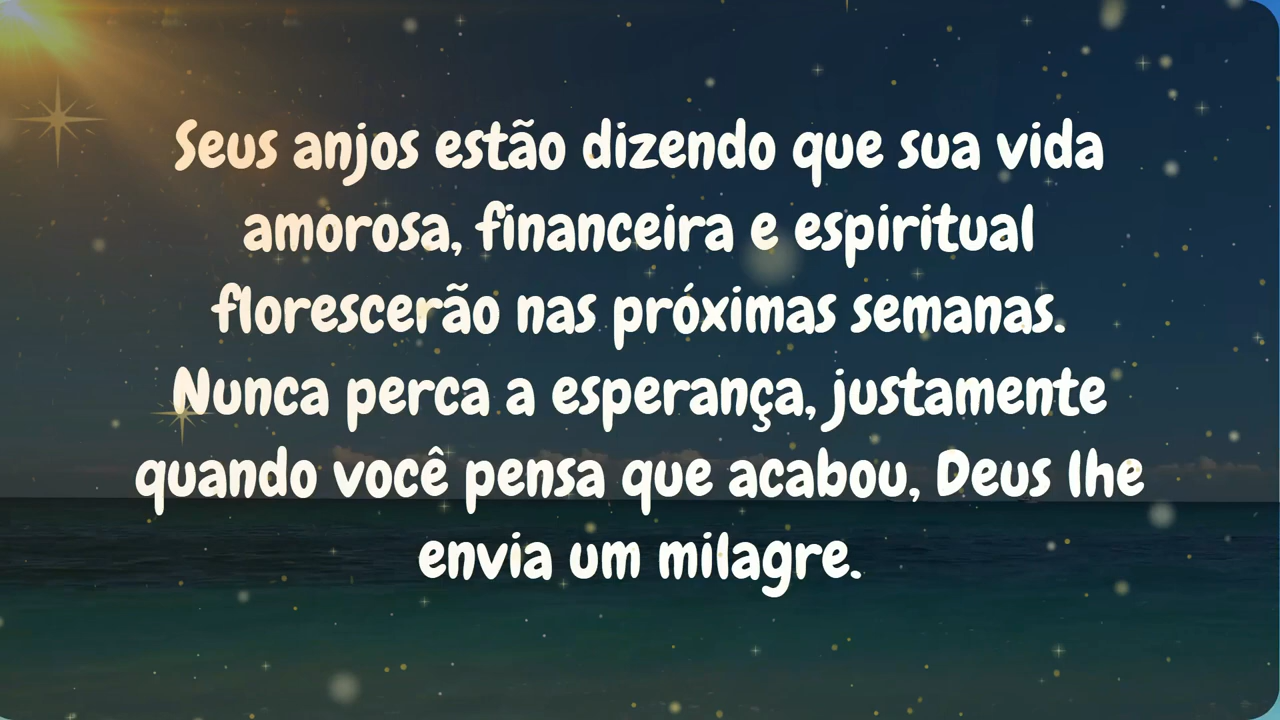 Seus anjos estão dizendo que sua vida
amorosa, financeira e espiritual
florescerão nas próximas semanas.
Nunca perca a esperança, justamente
quando você pensa que acabou, Deus lhe
envia um milagre.